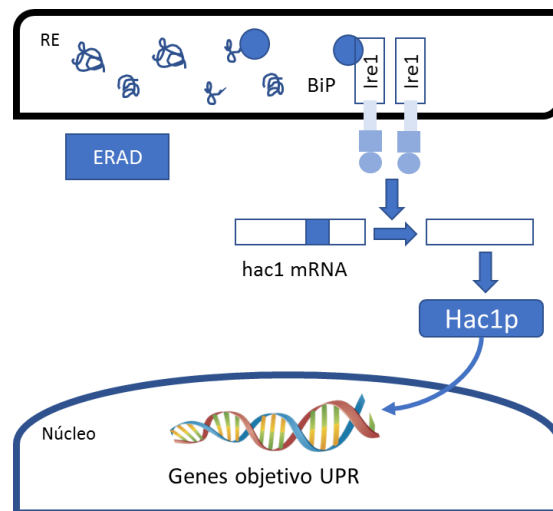 RE
BiP
Ire1
Ire1
ERAD
hac1 mRNA
Hac1p
Núcleo
Genes objetivo UPR